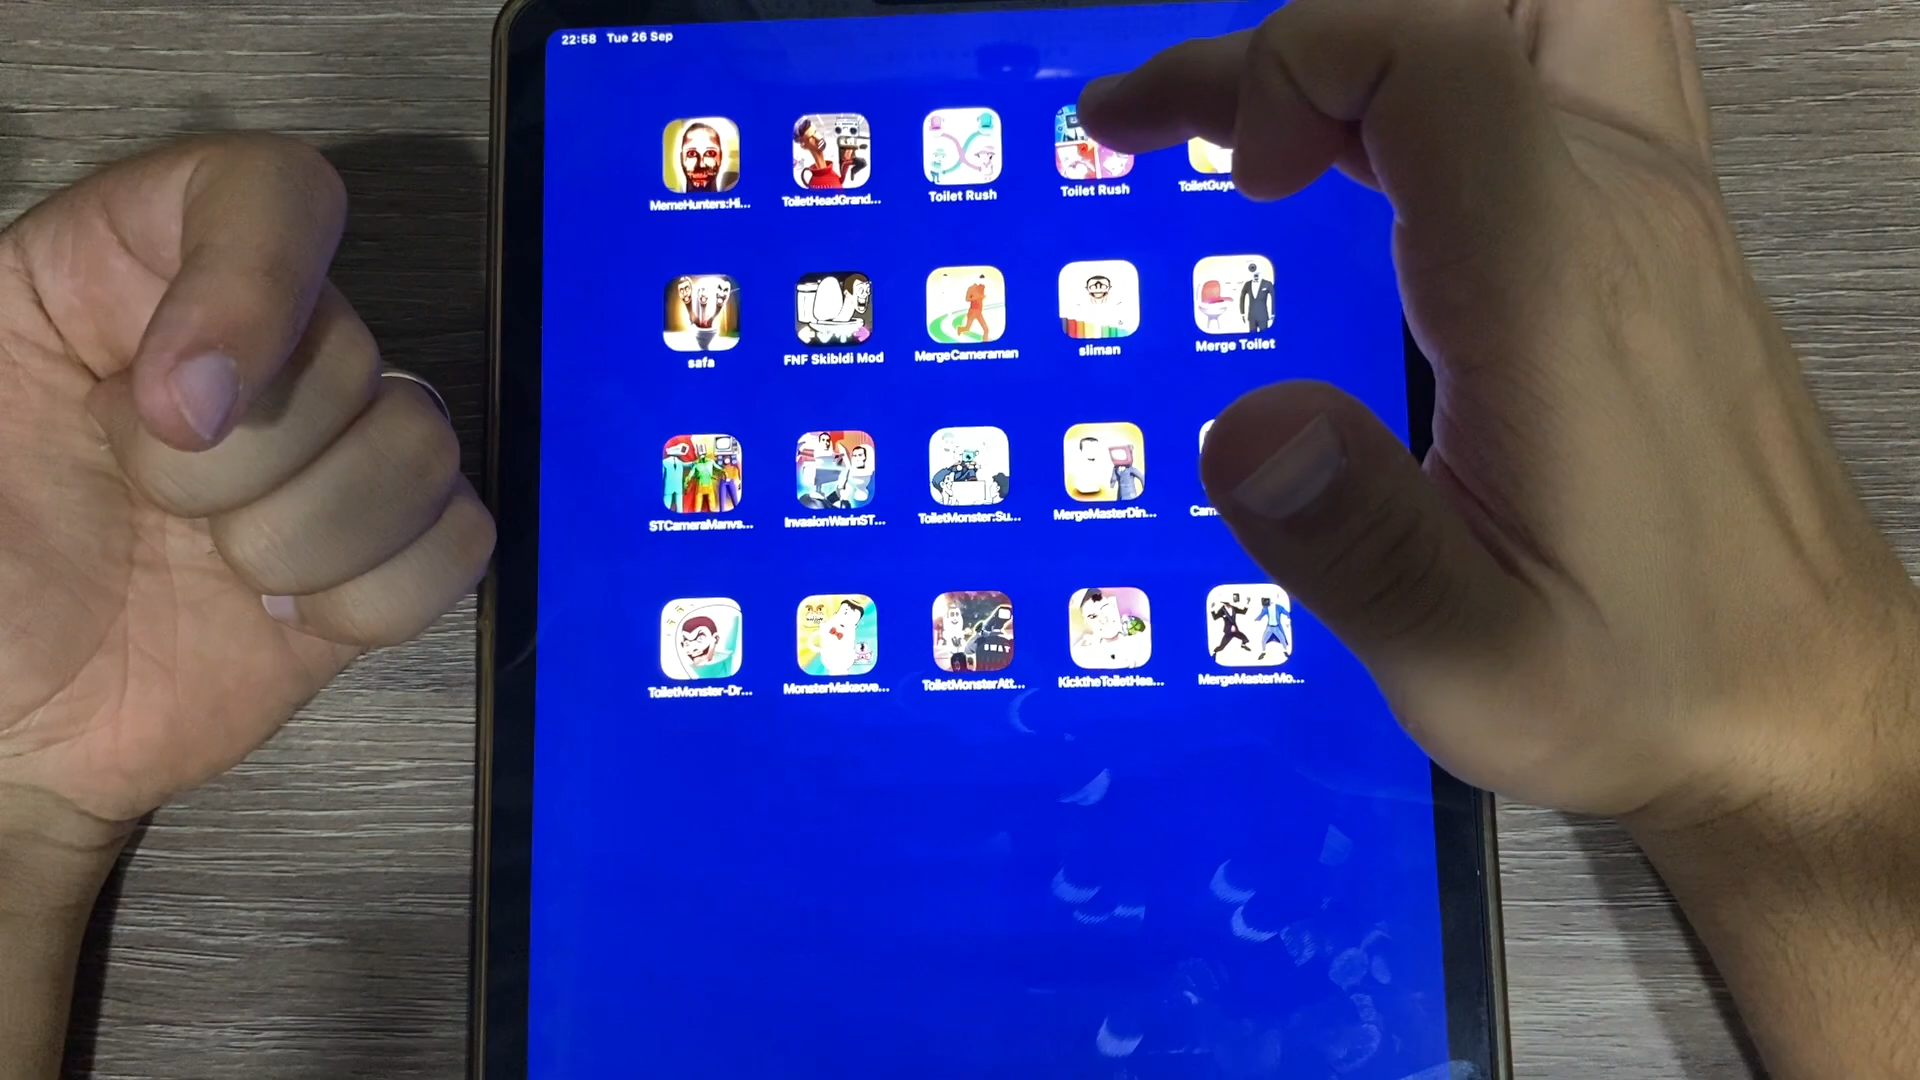 22:58 Tue 26 Sep
MemeHunters:Hi...
ToiletHeadGrand...
Toilet Rush
Toilet Rush
ToiletGuys
safa
FNF Skibidi Mod
MergeCameraman
sliman
Merge Toilet
STCameraManvs...
InvasionWarInST...
ToiletMonster:Su...
MergeMasterDin...
Cam
ToiletMonster-Dr...
MonsterMakeove...
ToiletMonsterAtt...
SWAT
KicktheToiletHea...
MergeMasterMo...